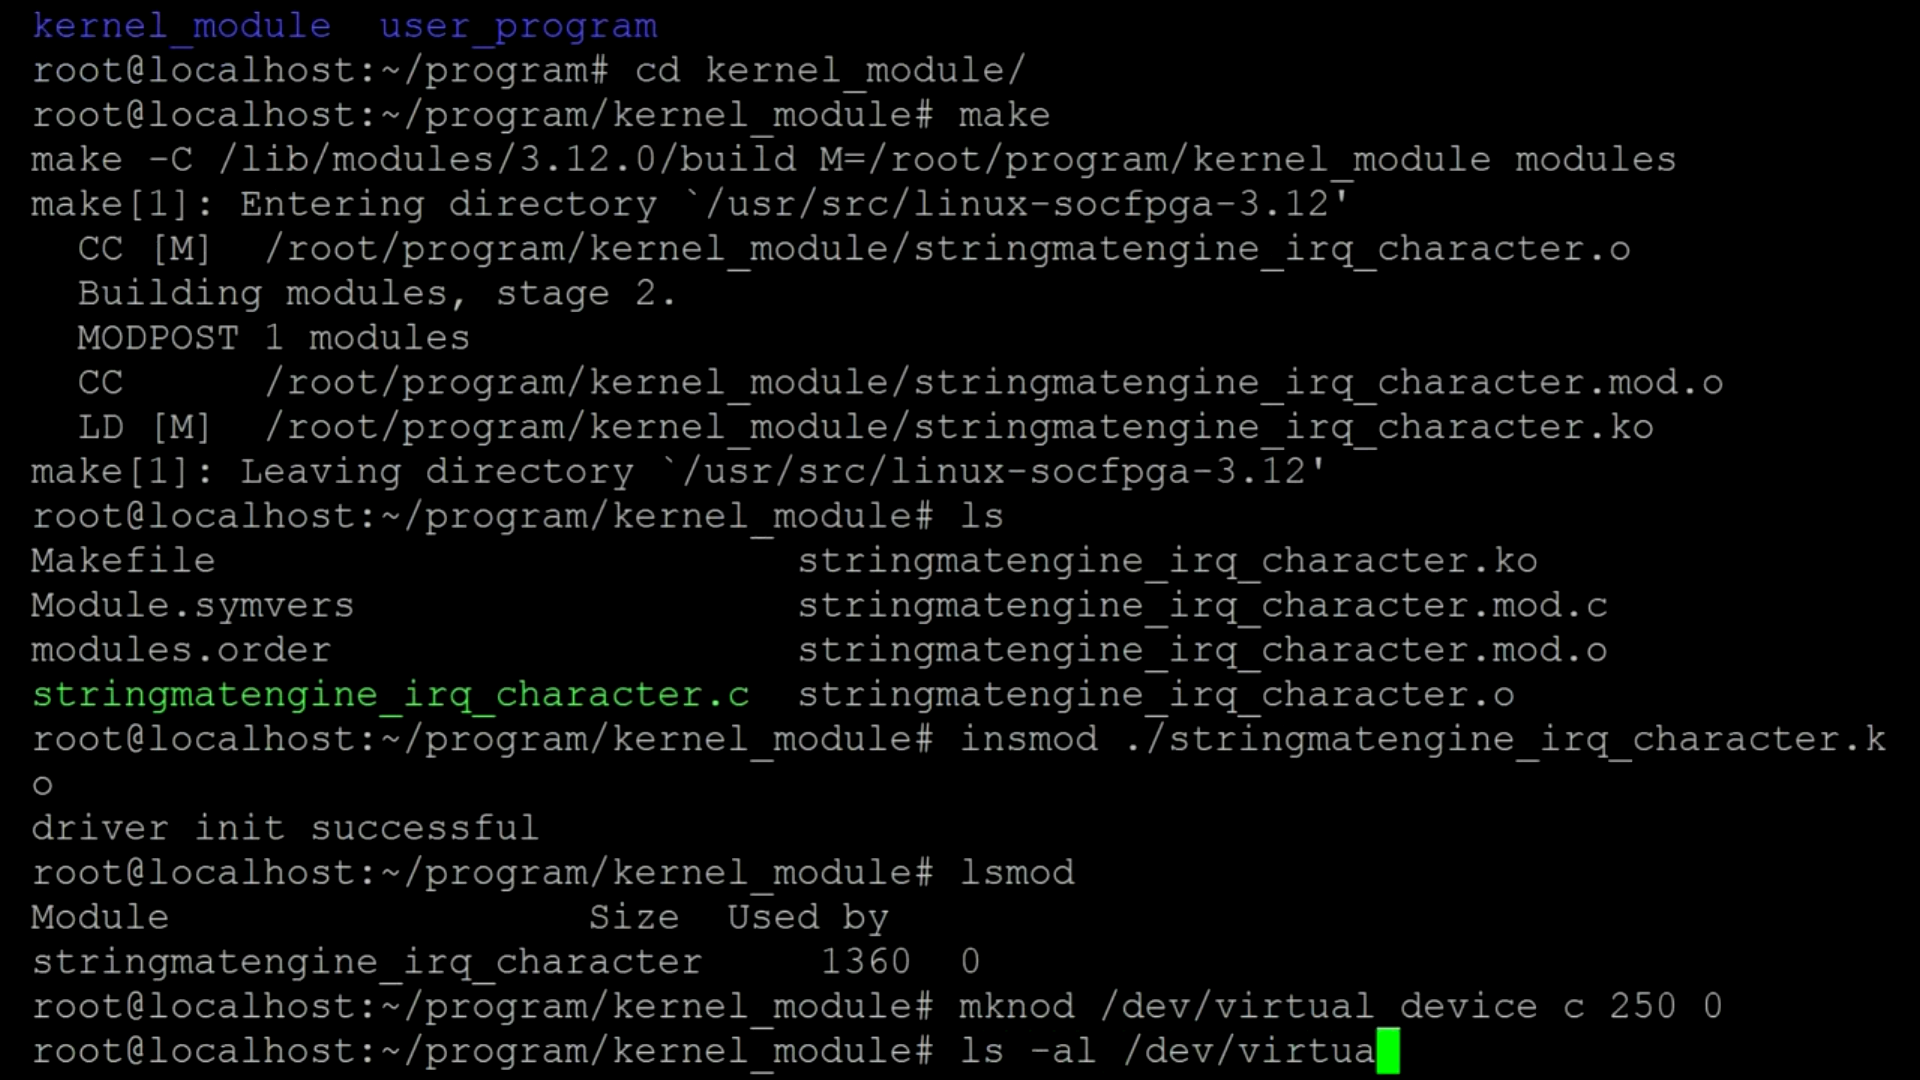 kernel_module  user_program
root@localhost:~/program# cd kernel_module/
root@localhost:~/program/kernel_module# make
make -C /lib/modules/3.12.0/build M=/root/program/kernel_module modules
make[1]: Entering directory `/usr/src/linux-socfpga-3.12'
  CC [M]  /root/program/kernel_module/stringmatengine_irq_character.o
  Building modules, stage 2.
  MODPOST 1 modules
  CC      /root/program/kernel_module/stringmatengine_irq_character.mod.o
  LD [M]  /root/program/kernel_module/stringmatengine_irq_character.ko
make[1]: Leaving directory `/usr/src/linux-socfpga-3.12'
root@localhost:~/program/kernel_module# ls
Makefile                         stringmatengine_irq_character.ko
Module.symvers                   stringmatengine_irq_character.mod.c
modules.order                    stringmatengine_irq_character.mod.o
stringmatengine_irq_character.c  stringmatengine_irq_character.o
root@localhost:~/program/kernel_module# insmod ./stringmatengine_irq_character.k
o
driver init successful
root@localhost:~/program/kernel_module# lsmod
Module                  Size  Used by
stringmatengine_irq_character     1360  0
root@localhost:~/program/kernel_module# mknod /dev/virtual_device c 250 0
root@localhost:~/program/kernel_module# ls -al /dev/virtua